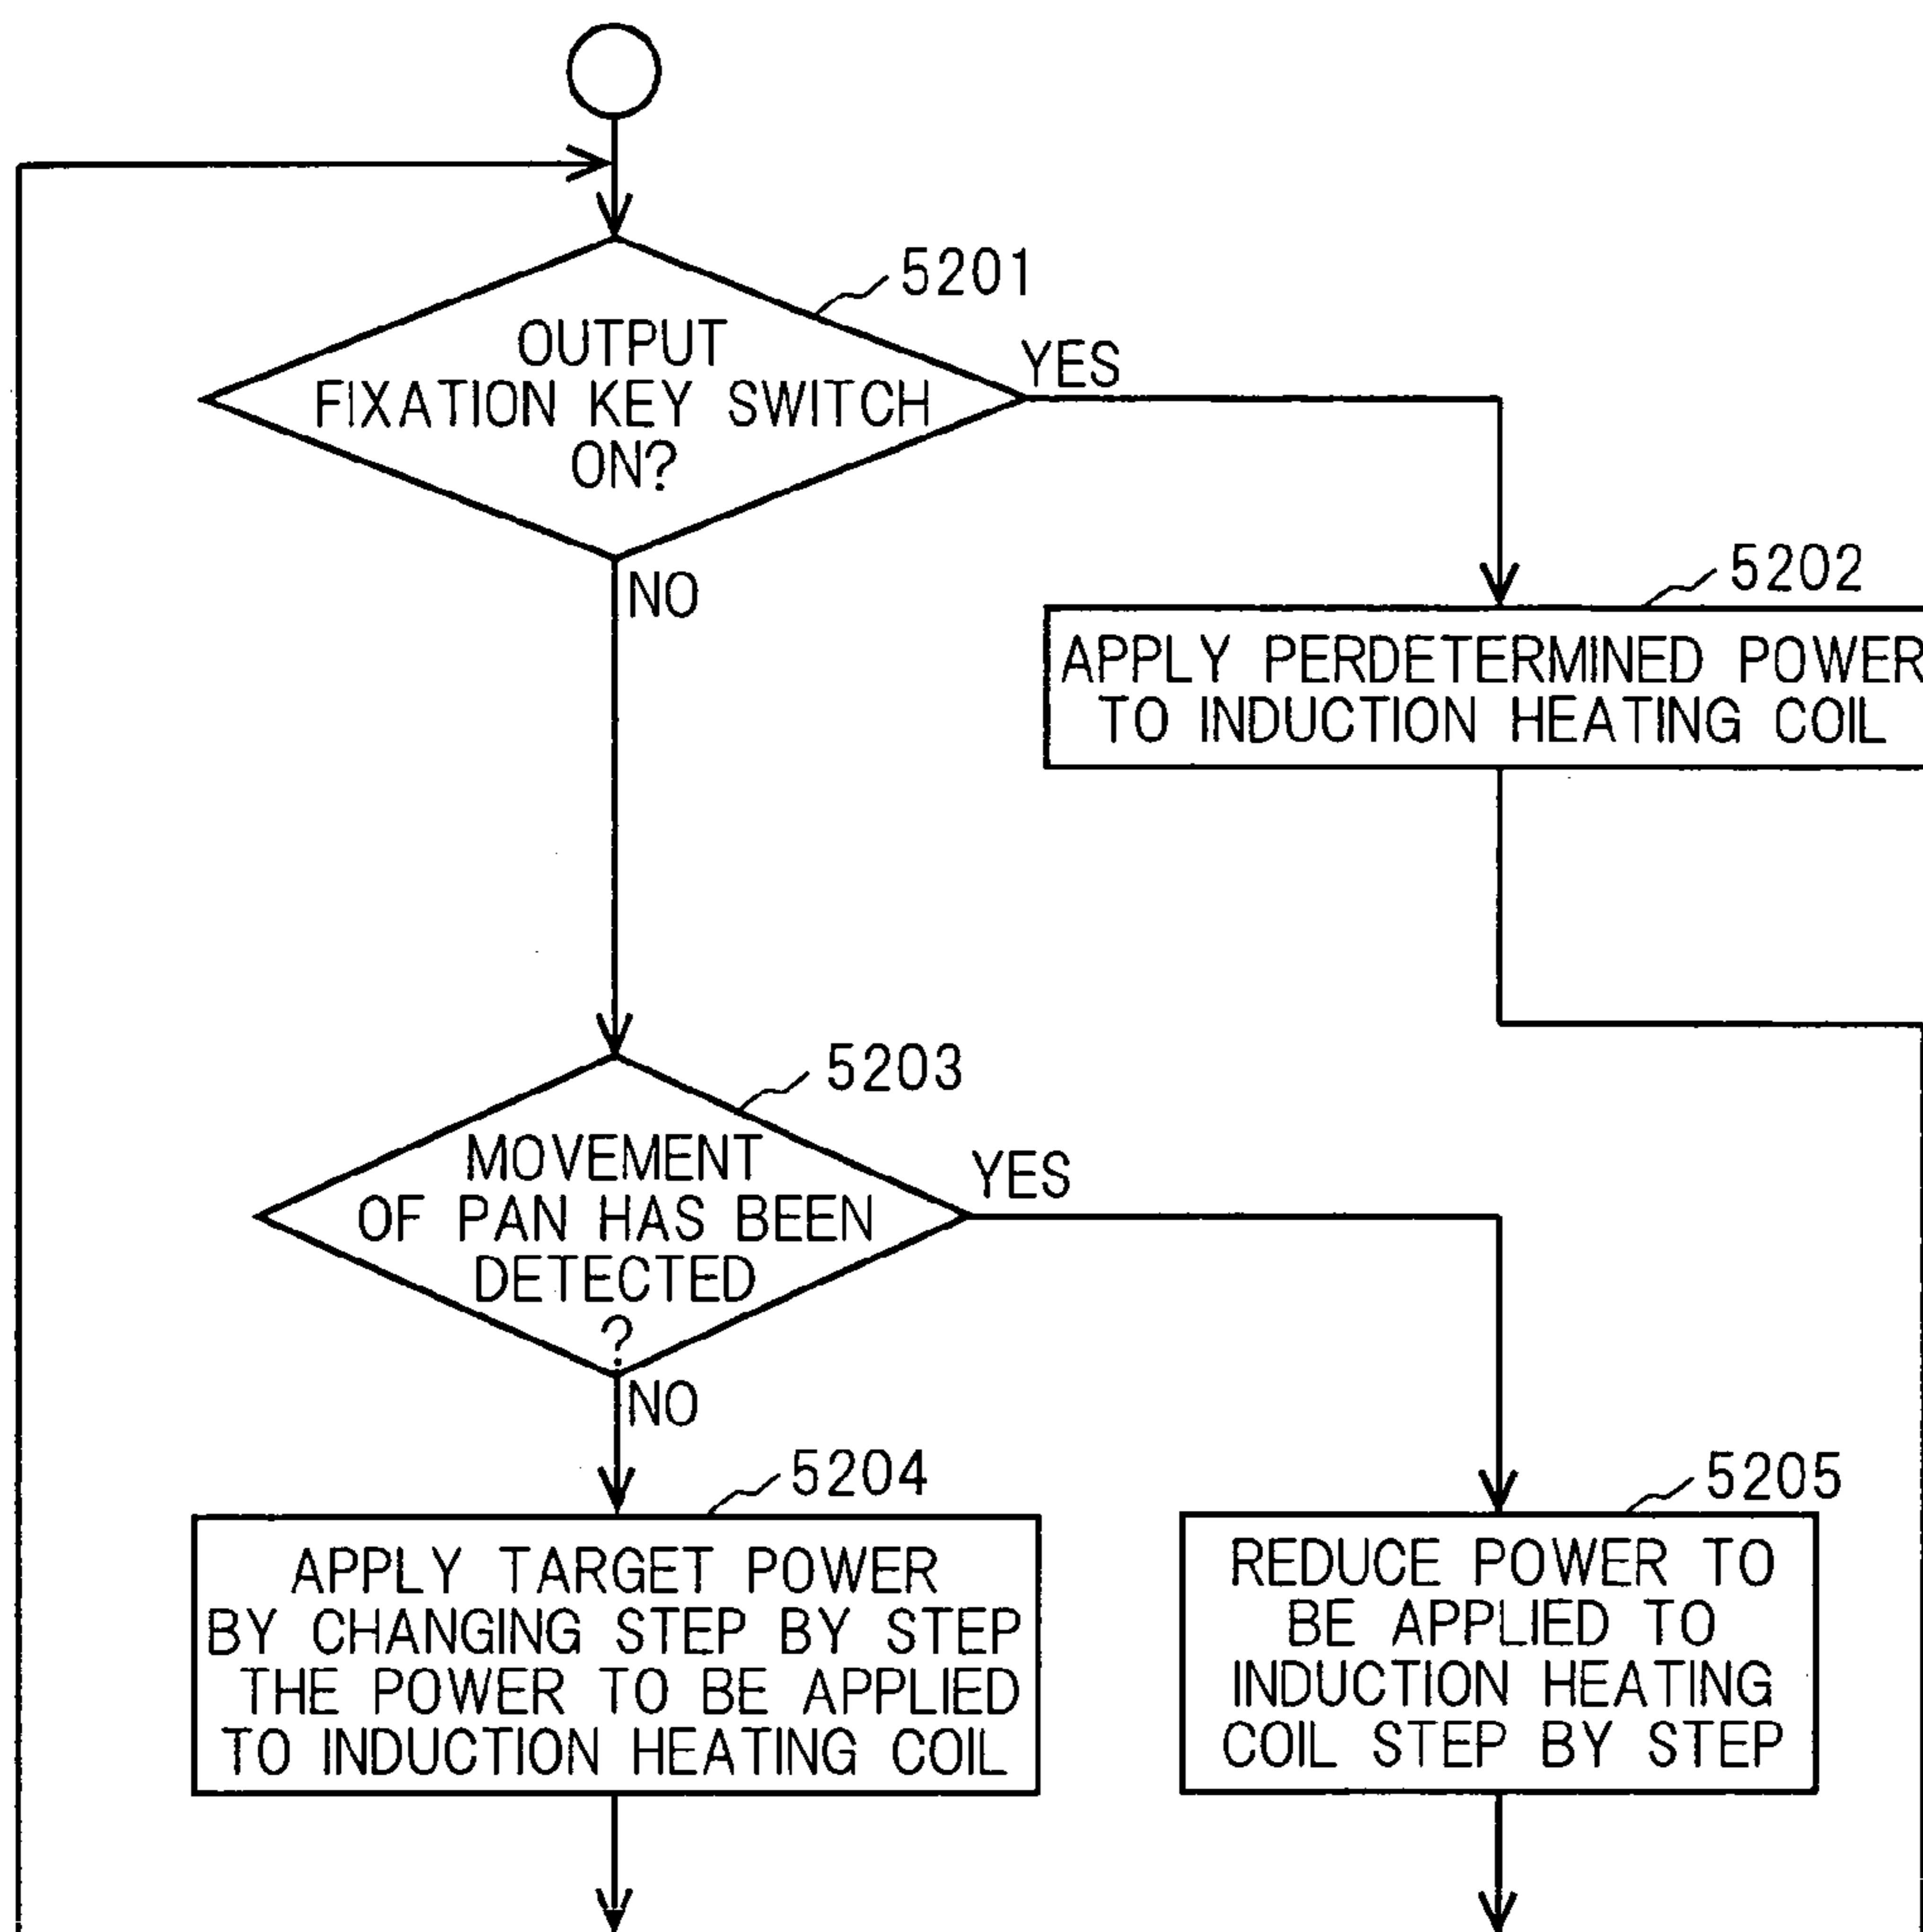 5201
OUTPUT
FIXATION KEY SWITCH
ON?
YES
NO
5202
APPLY PERDETERMINED POWER
TO INDUCTION HEATING COIL
5203
MOVEMENT
OF PAN HAS BEEN
DETECTED
?
YES
NO
5204
APPLY TARGET POWER
BY CHANGING STEP BY STEP
THE POWER TO BE APPLIED
TO INDUCTION HEATING COIL
5205
REDUCE POWER TO
BE APPLIED TO
INDUCTION HEATING
COIL STEP BY STEP